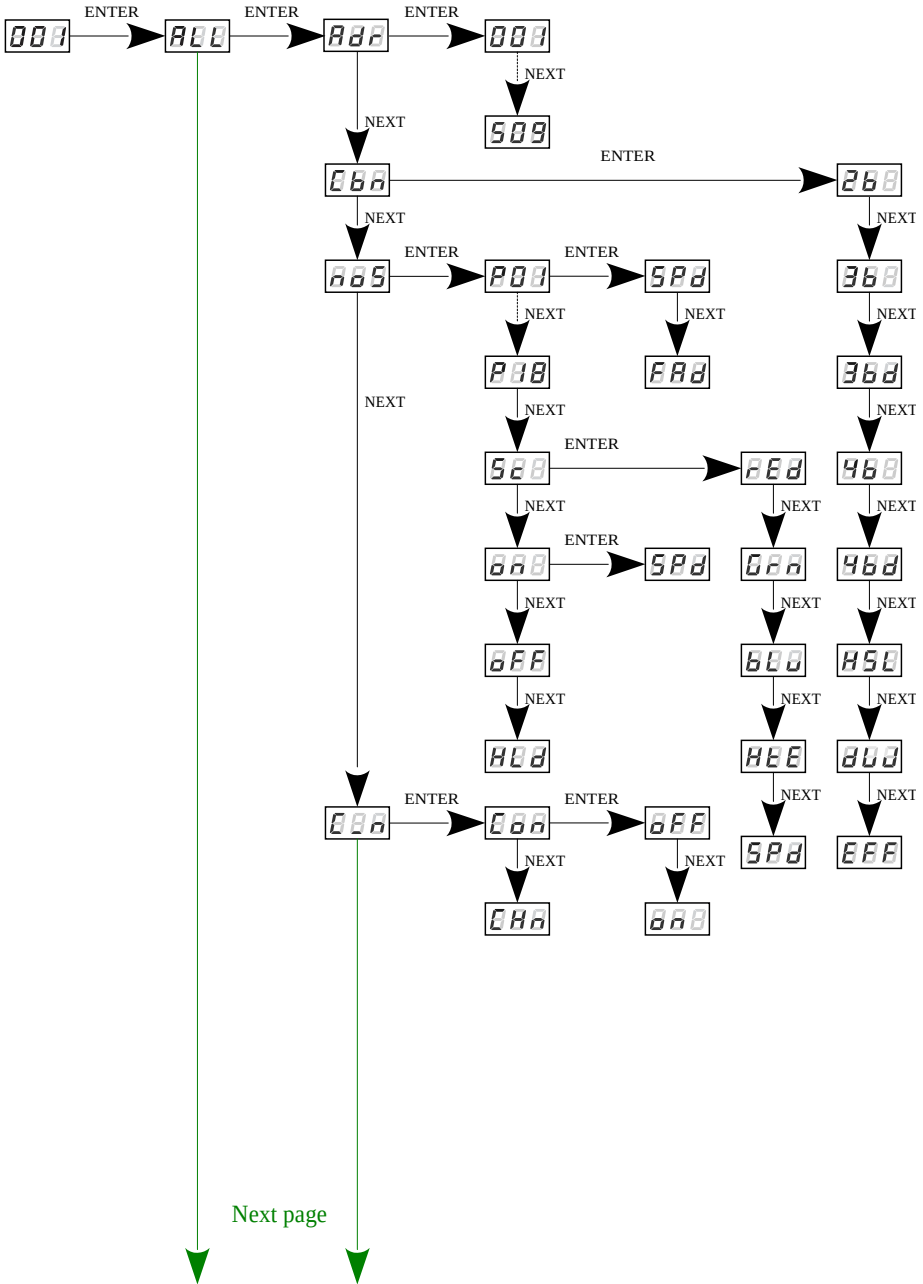 ENTER
ENTER
ENTER
001
ALL
Adr
001
NEXT
509
NEXT
ENTER
Cbn
2b
NEXT
NEXT
ENTER
ENTER
noS
P01
SPd
3b
NEXT
NEXT
NEXT
P18
FAd
3bd
NEXT
NEXT
NEXT
ENTER
Sc
rEd
4b
NEXT
NEXT
NEXT
ENTER
on
SPd
Grn
4bd
NEXT
NEXT
NEXT
oFF
bLu
HSL
NEXT
NEXT
NEXT
HLd
HtE
NEXT
NEXT
ENTER
ENTER
C_n
Con
oFF
SPd
EFF
NEXT
NEXT
CHn
on
Next page